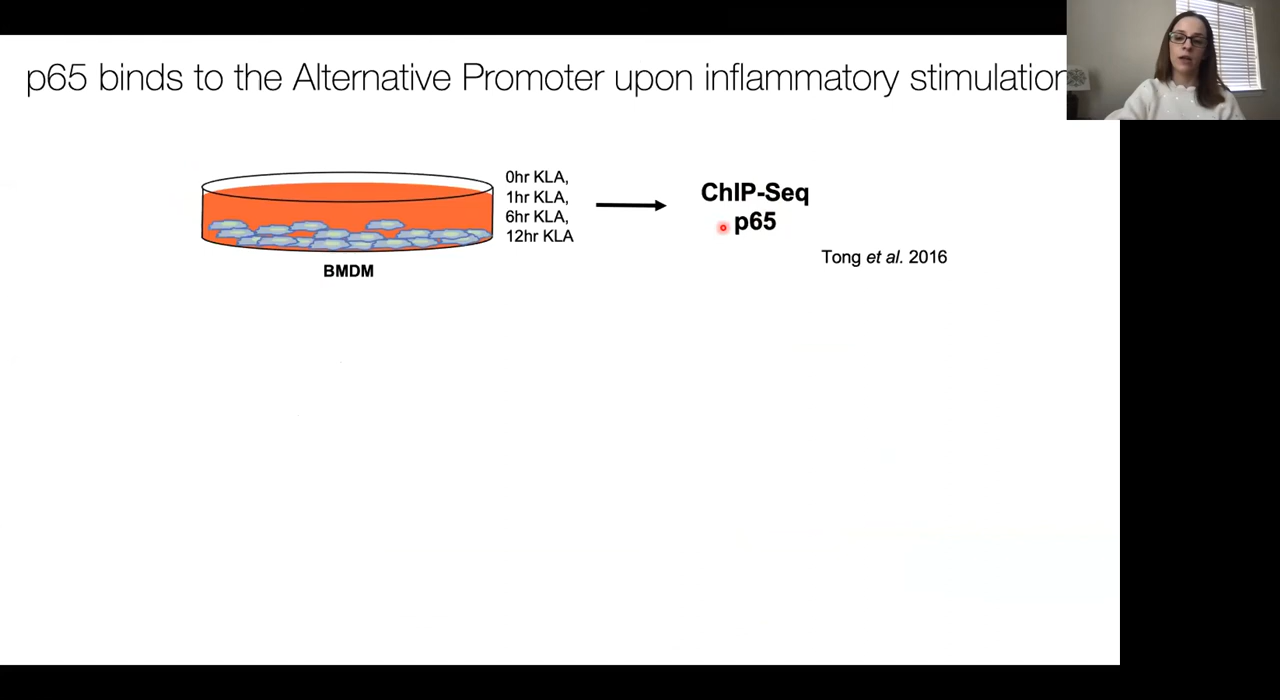 p65 binds to the Alternative Promoter upon inflammatory stimulation
0hr KLA,
1hr KLA,
6hr KLA,
12hr KLA
BMDM
ChIP-Seq
p65
Tong et al. 2016